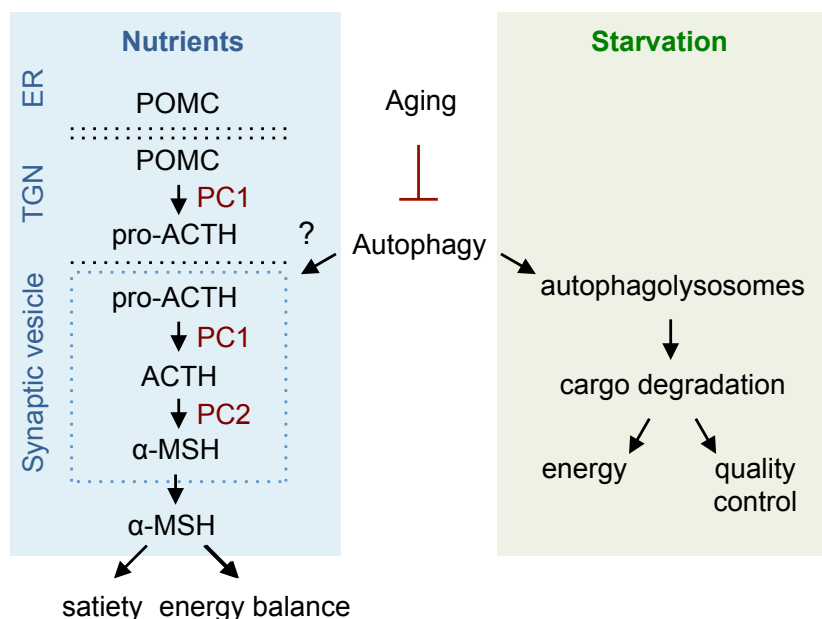 Nutrients
ER
POMC
TGN
POMC
PC1
pro-ACTH
Synaptic vesicle
pro-ACTH
PC1
ACTH
PC2
α-MSH
α-MSH
satiety energy balance
Aging
?
Autophagy
Starvation
autophagolysosomes
cargo degradation
energy
quality
control